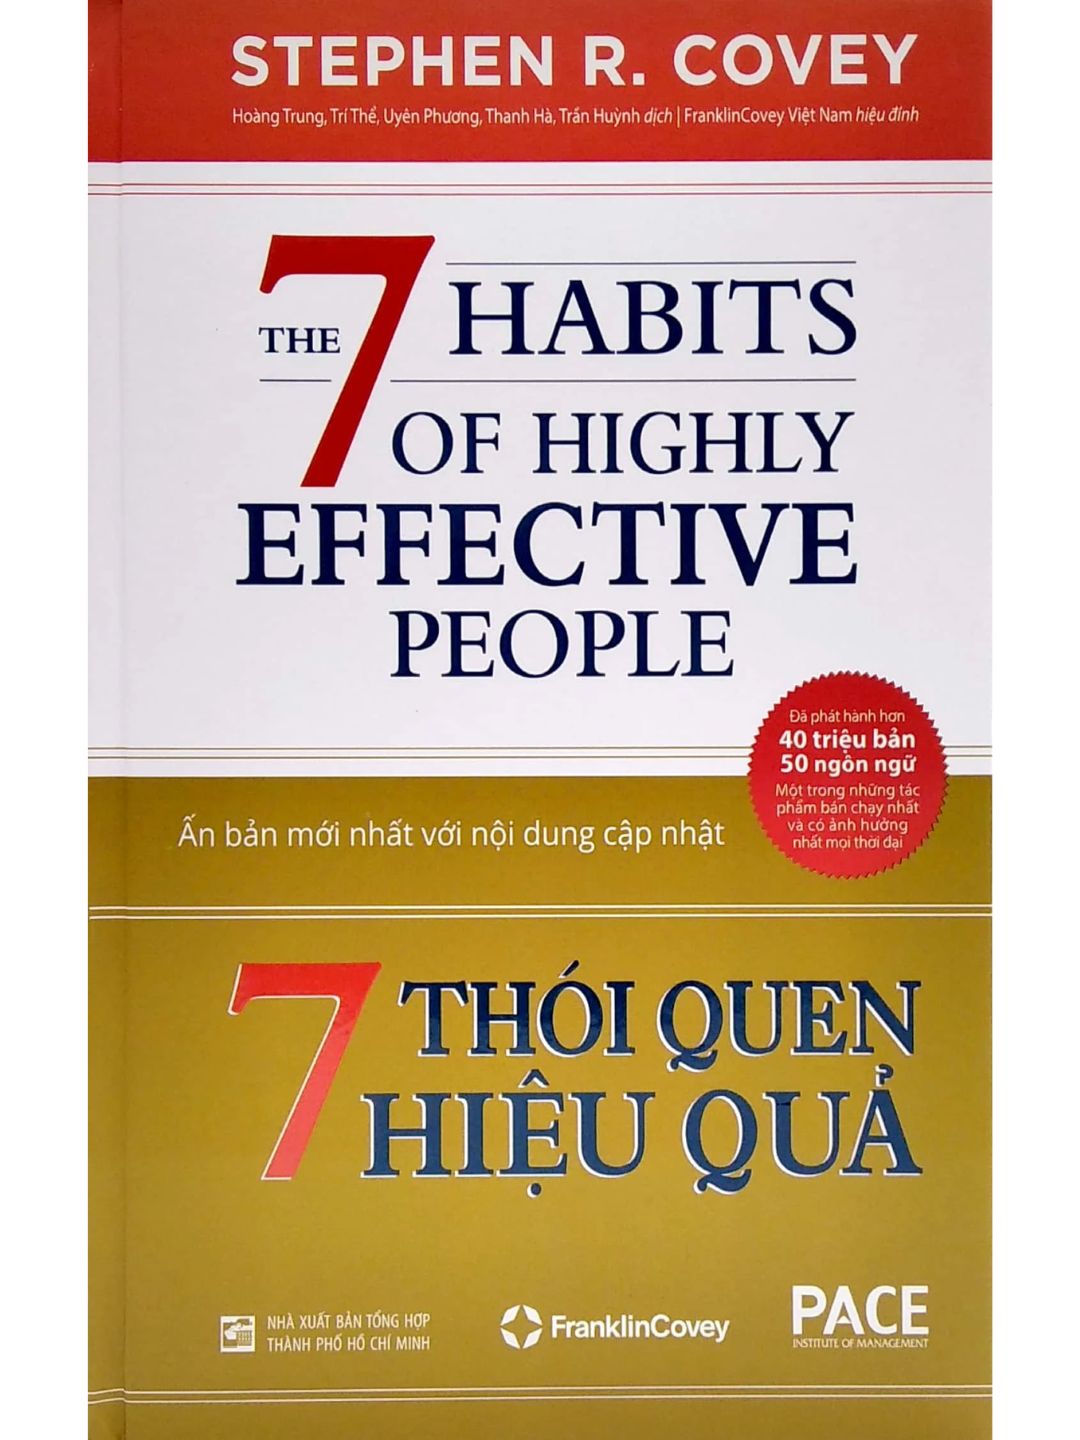 STEPHEN R. COVEY
Hoàng Trung, Trí Thể, Uyên Phương, Thanh Hà, Trần Huỳnh dịch | FranklinCovey Việt Nam hiệu đính
THE 7 HABITS
OF HIGHLY
EFFECTIVE
PEOPLE
Đã phát hành hơn
40 triệu bản
50 ngôn ngữ
Một trong những tác
phẩm bán chạy nhất
và có ảnh hưởng
nhất mọi thời đại
Ấn bản mới nhất với nội dung cập nhật
7 THÓI QUEN
HIỆU QUẢ
NHÀ XUẤT BẢN TỔNG HỢP
THÀNH PHỐ HỒ CHÍ MINH
FranklinCovey
PACE
INSTITUTE OF MANAGEMENT